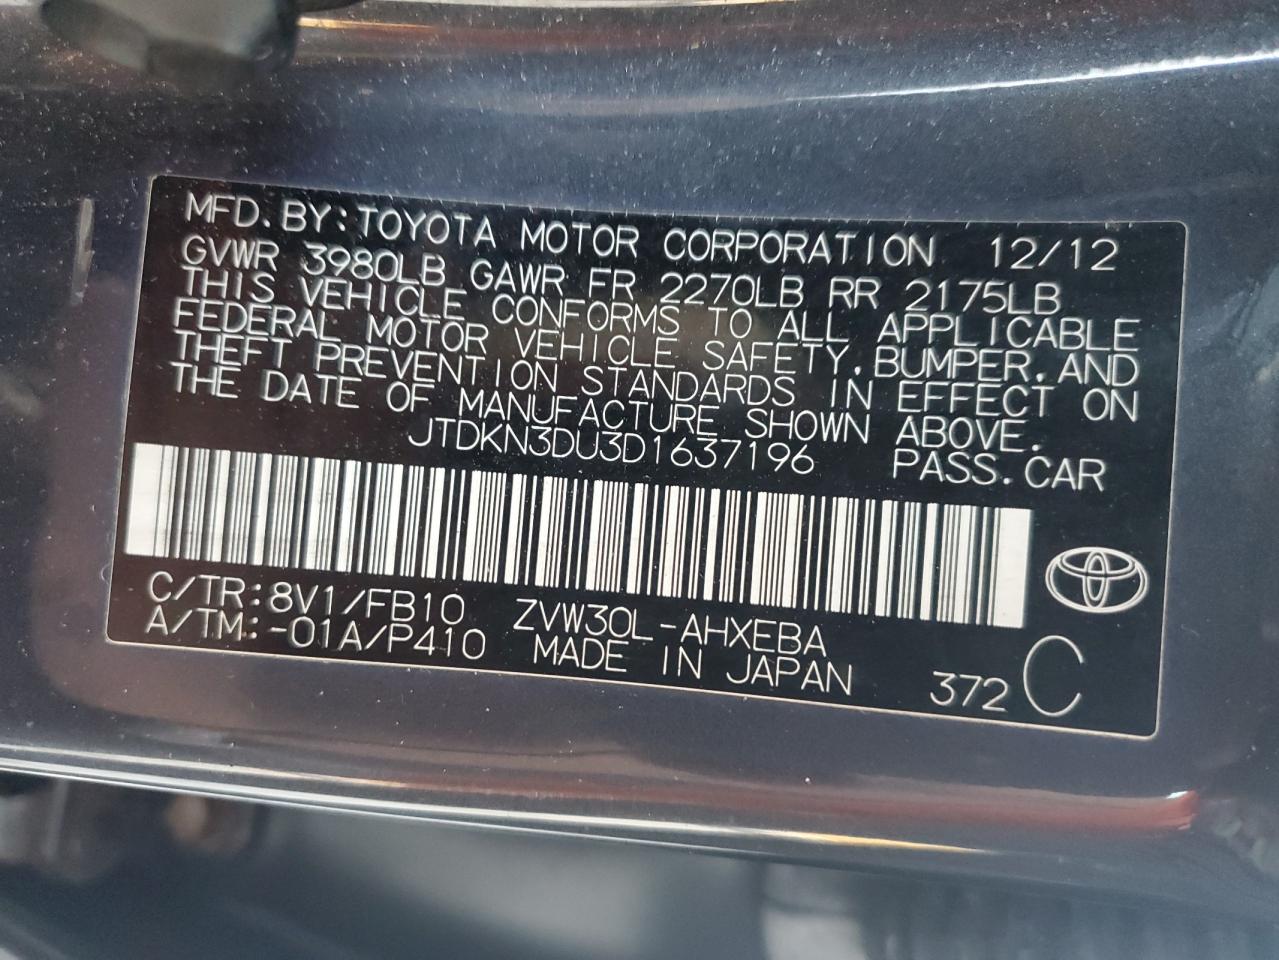 MFD. BY: TOYOTA MOTOR CORPORATION 12/12
GVWR 3980LB GAWR FR 2270LB RR 2175LB
THIS VEHICLE CONFORMS TO ALL APPLICABLE
FEDERAL MOTOR VEHICLE SAFETY, BUMPER, AND
THEFT PREVENTION STANDARDS IN EFFECT ON
THE DATE OF MANUFACTURE SHOWN ABOVE.
JTDKN3DU3D1637196 PASS. CAR
C/TR: 8V1/FB10 ZVW30L-AHXEBA
A/TM: -01A/P410 MADE IN JAPAN 372 C